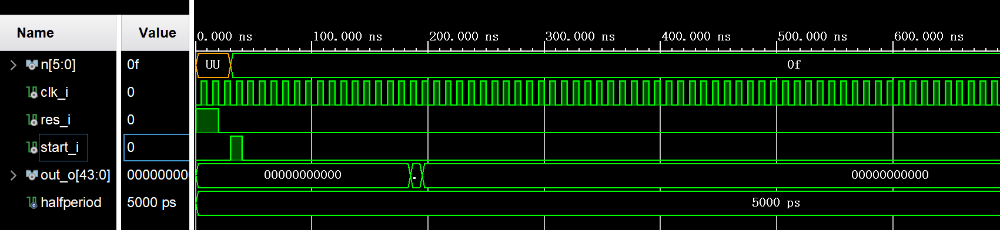 Name Value 0.000 ns 100.000 ns 200.000 ns 300.000 ns 400.000 ns 500.000 ns 600.000 ns
n[5:0] 0f UU 0f
clk_i 0
res_i 0
start_i 0
out_o[43:0] 000000000 00000000000 . 00000000000
halfperiod 5000 ps 5000 ps